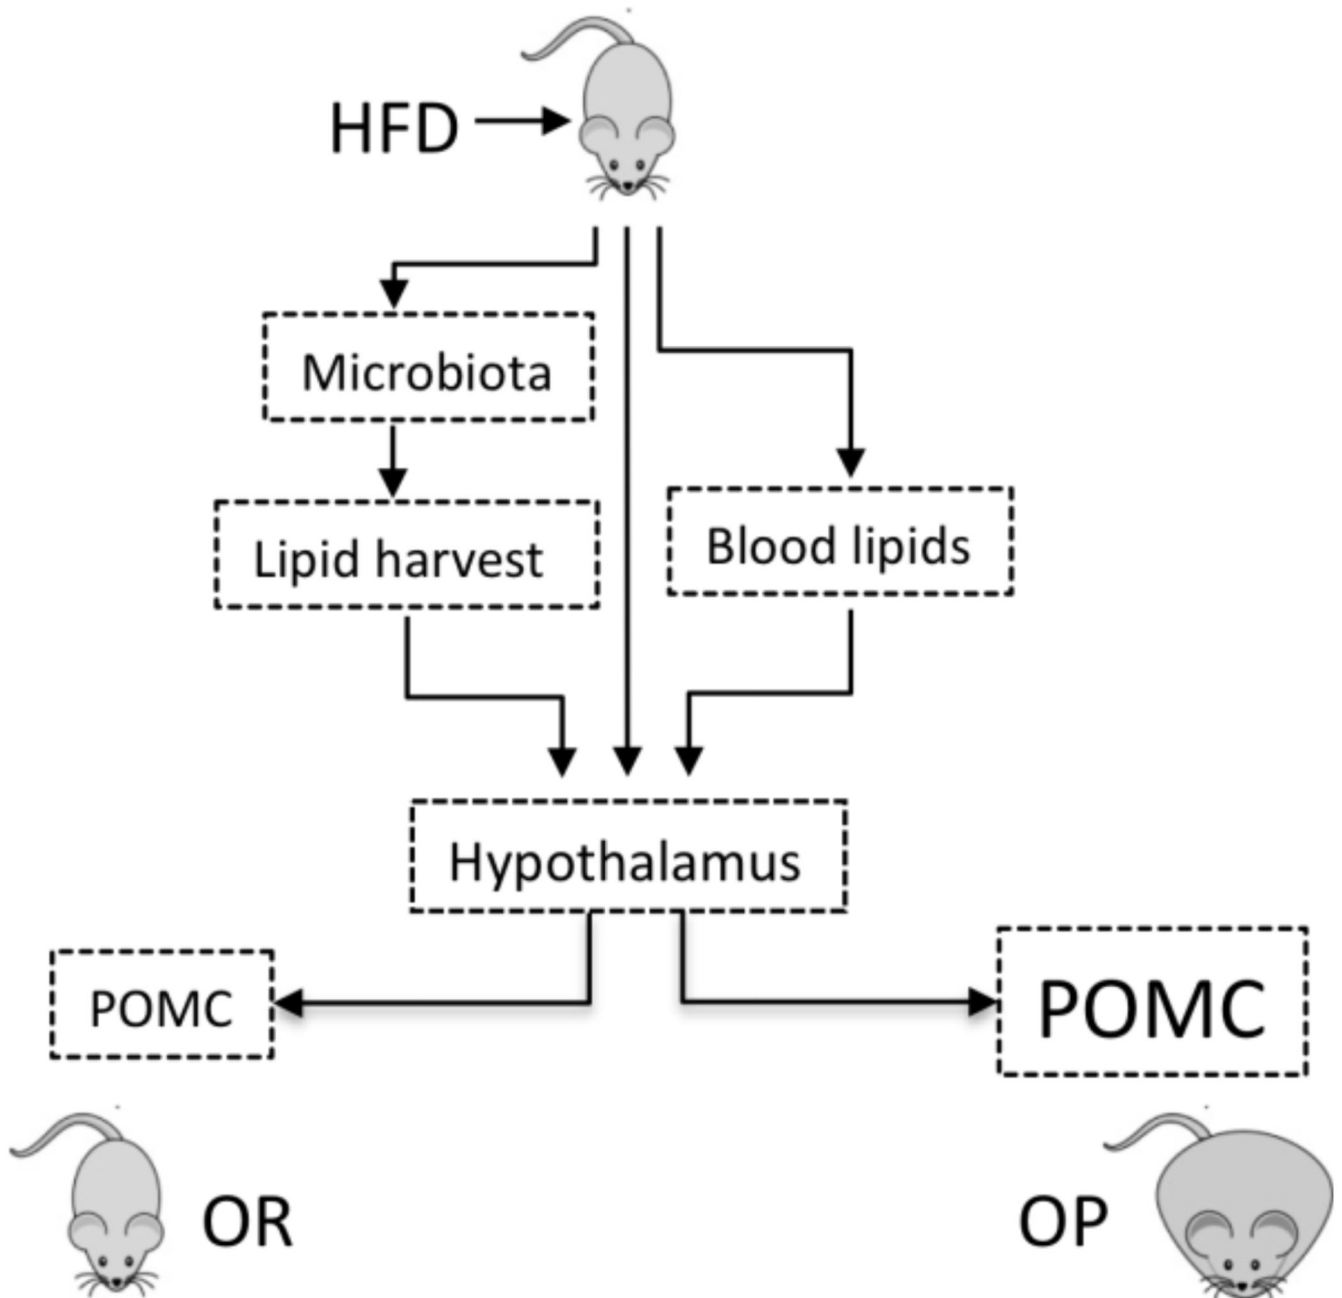 HFD
Microbiota
Lipid harvest
Blood lipids
Hypothalamus
POMC
POMC
OR
OP